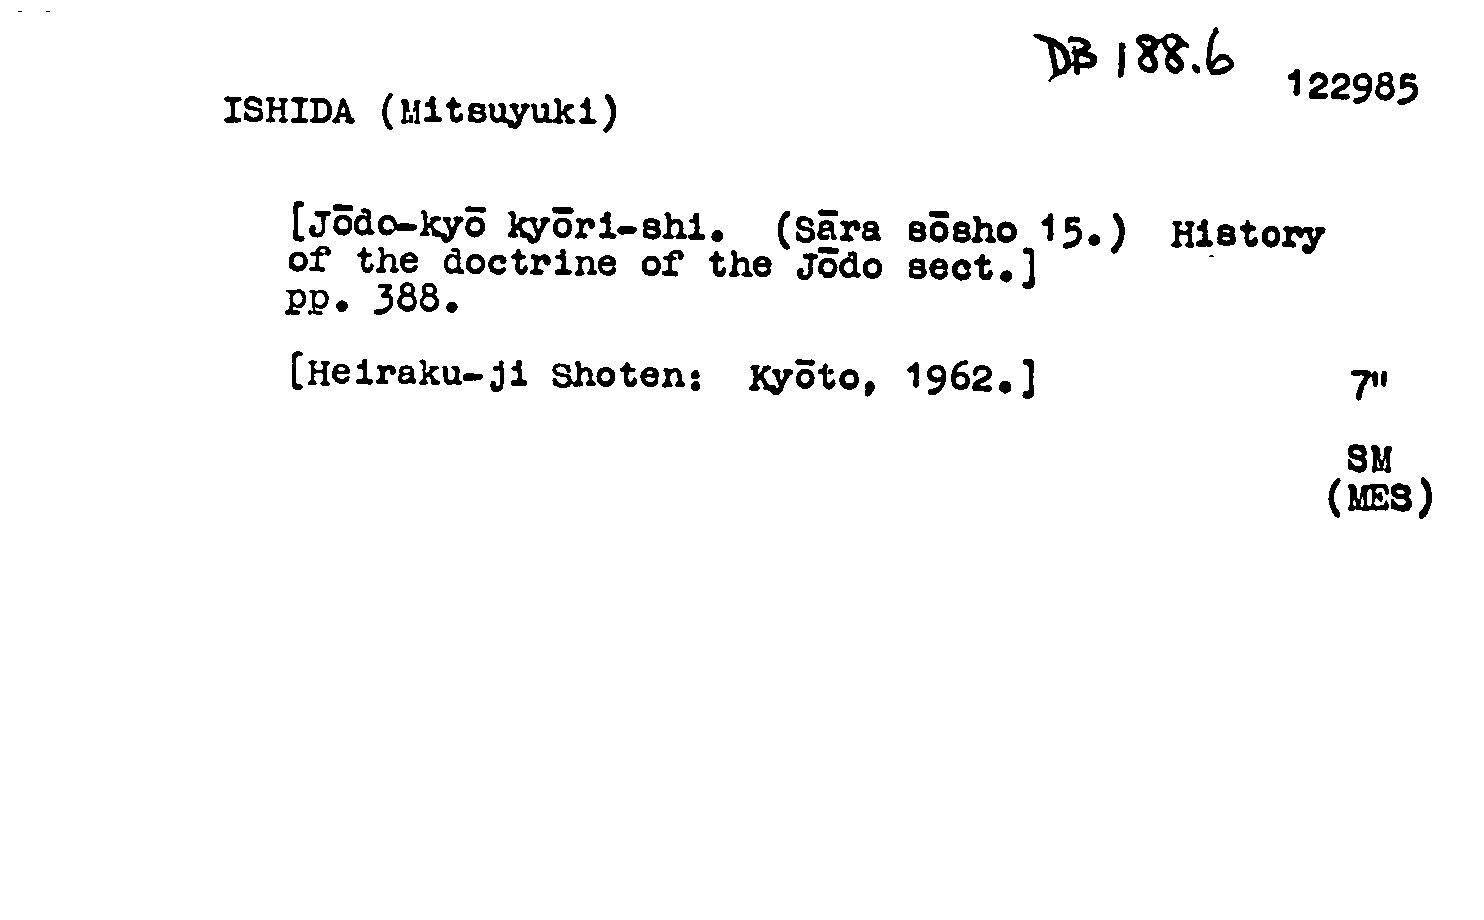 DB 188.6
122985
ISHIDA (Mitsuyuki)
[Jōdo-kyō kyōri-shi. (Sāra sōsho 15.) History
of the doctrine of the Jōdo sect.]
pp. 388.
[Heiraku-ji Shoten: Kyōto, 1962.]
7"
SM
(MES)